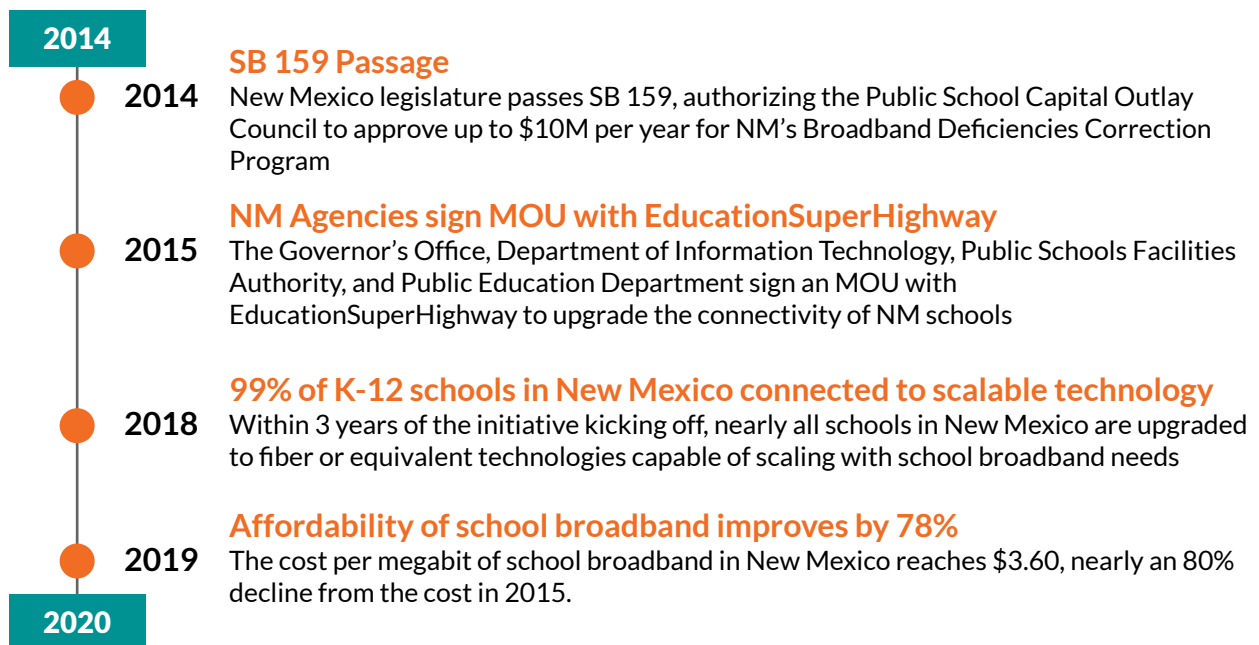 2014
SB 159 Passage
2014
New Mexico legislature passes SB 159, authorizing the Public School Capital Outlay
Council to approve up to $10M per year for NM’s Broadband Deficiencies Correction
Program
NM Agencies sign MOU with EducationSuperHighway
2015
The Governor’s Office, Department of Information Technology, Public Schools Facilities
Authority, and Public Education Department sign an MOU with
EducationSuperHighway to upgrade the connectivity of NM schools
99% of K-12 schools in New Mexico connected to scalable technology
2018
Within 3 years of the initiative kicking off, nearly all schools in New Mexico are upgraded
to fiber or equivalent technologies capable of scaling with school broadband needs
Affordability of school broadband improves by 78%
2019
The cost per megabit of school broadband in New Mexico reaches $3.60, nearly an 80%
decline from the cost in 2015.
2020